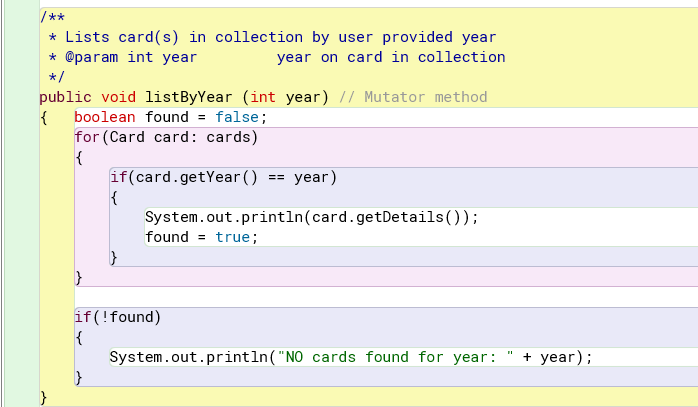 /**
 * Lists card(s) in collection by user provided year
 * @param int year         year on card in collection
 */
public void listByYear (int year) // Mutator method
{   boolean found = false;
    for(Card card: cards)
    {
        if(card.getYear() == year)
        {
            System.out.println(card.getDetails());
            found = true;
        }
    }
    if(!found)
    {
        System.out.println("NO cards found for year: " + year);
    }
}